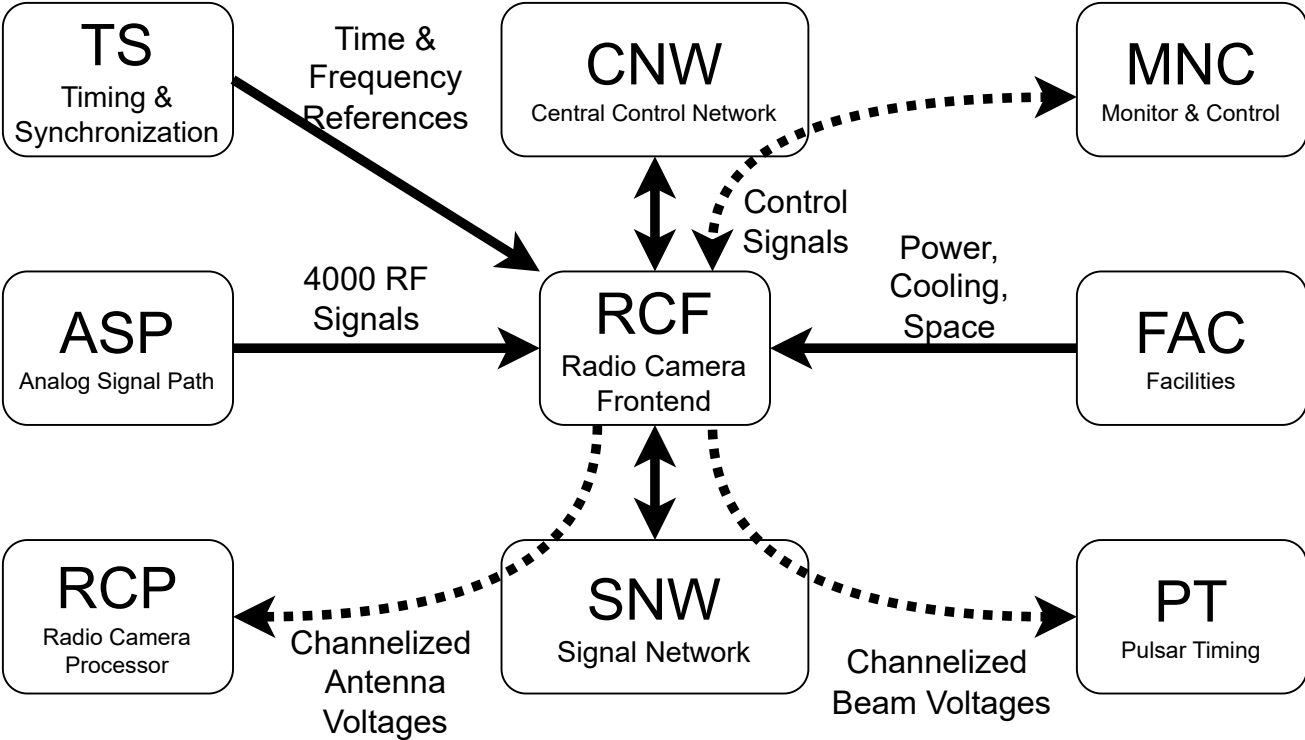 TS
Timing &
Synchronization
Time &
Frequency
References
CNW
Central Control Network
MNC
Monitor & Control
Control
Signals
ASP
Analog Signal Path
4000 RF
Signals
RCF
Radio Camera
Frontend
Power,
Cooling,
Space
FAC
Facilities
RCP
Radio Camera
Processor
Channelized
Antenna
Voltages
SNW
Signal Network
Channelized
Beam Voltages
PT
Pulsar Timing